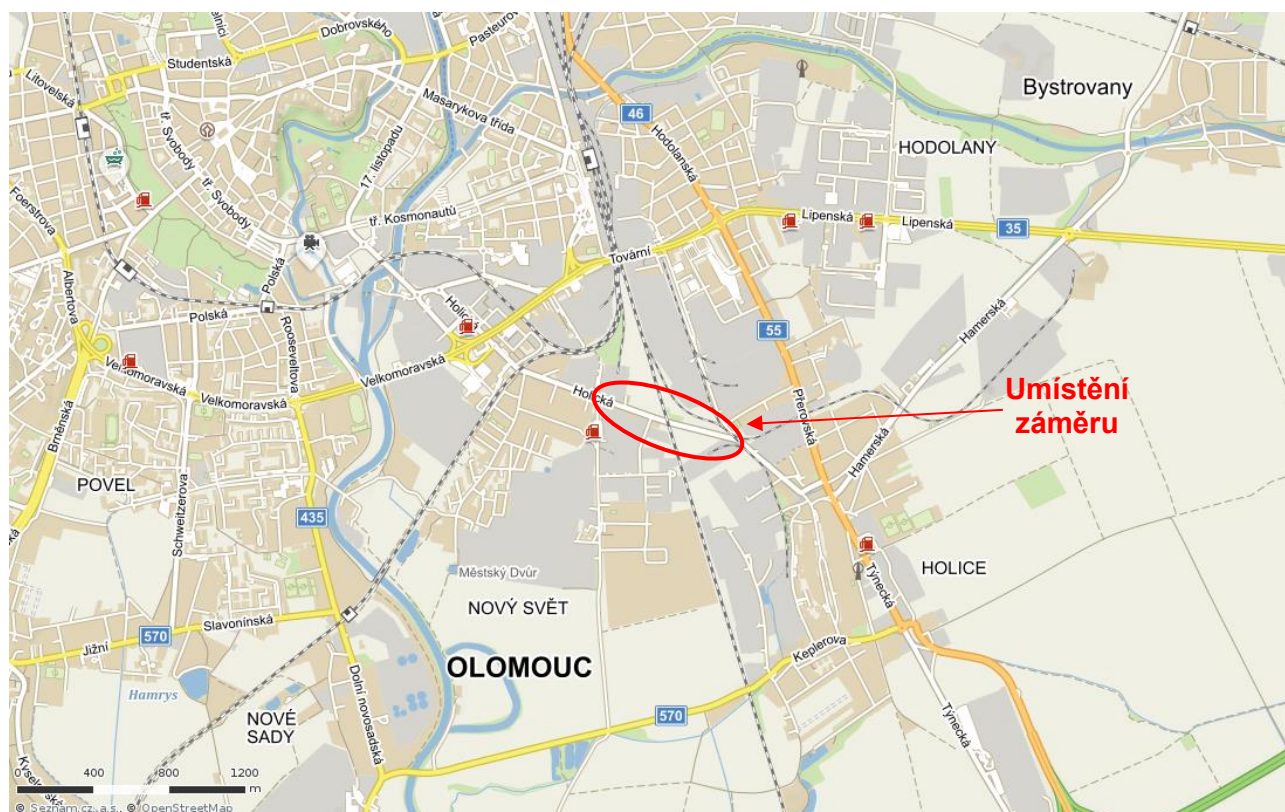 Dobrovského
Pasteurov
Studentská
Litovelská
Masarykova třída
46
Bystrovany
tř. Svobody
17. listopadu
Hodolanská
HODOLANY
Foerstrova
tř. Svobody
tř. Kosmonautů
Lipenská
Lipenská
35
Polská
Tovární
Albertova
Polská
Holická
Rooseveltova
55
Hamerská
Velkomoravská
Velkomoravská
Velkomoravská
Holická
Přerovská
Umístění
záměru
Brněnská
POVEL
Schweitzerova
Hamerská
435
Městský Dvůr
HOLICE
NOVÝ SVĚT
Týnecká
Slavonínská
570
Jižní
Keplerova
OLOMOUC
Hamrys
Dolní novosadská
NOVÉ
SADY
570
Týnecká
400 800 1200
0 m
© Seznam.cz, a.s., © OpenStreetMap